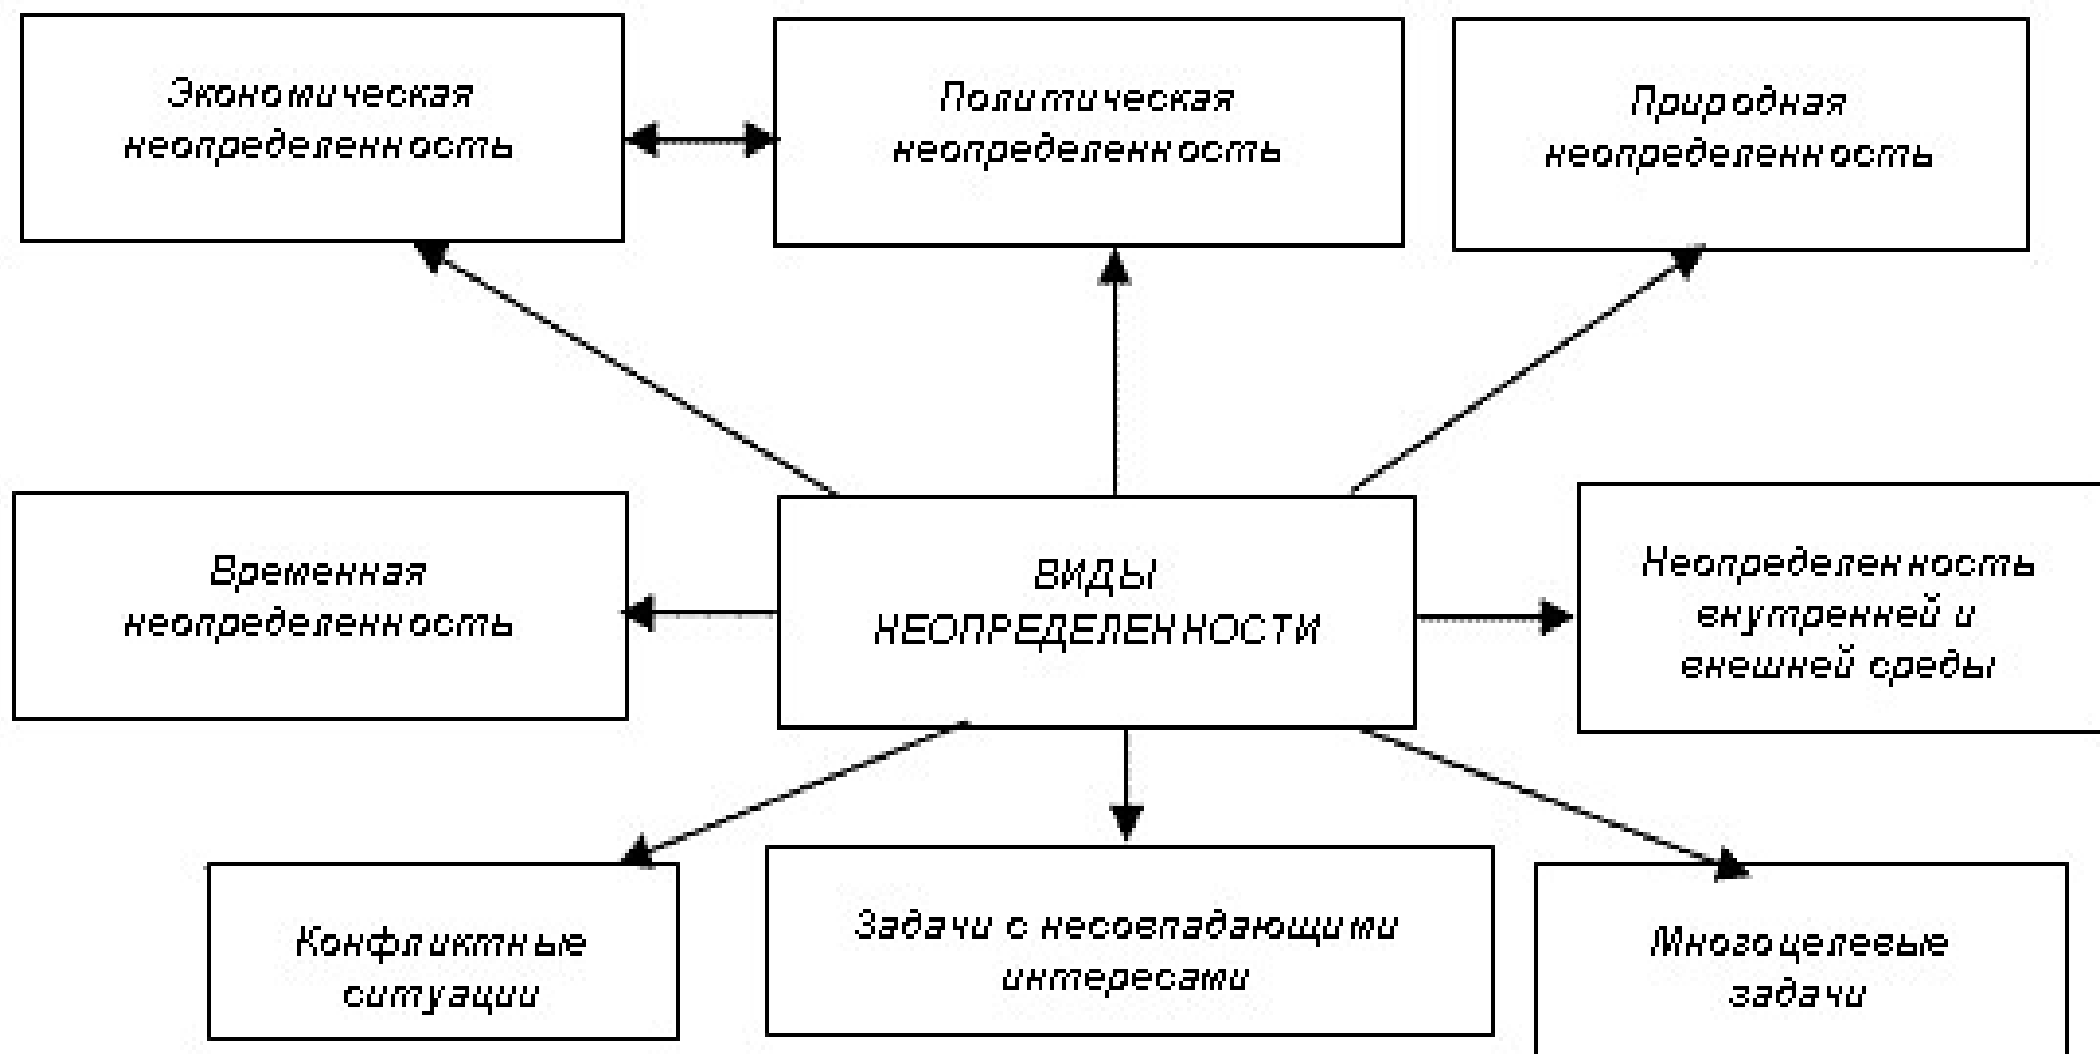 Экономическая
неопределенность
Политическая
неопределенность
Природная
неопределенность
Временная
неопределенность
ВИДЫ
НЕОПРЕДЕЛЕННОСТИ
Неопределенность
внутренней и
внешней среды
Конфликтные
ситуации
Задачи с несовпадающими
интересами
Многоцелевые
задачи